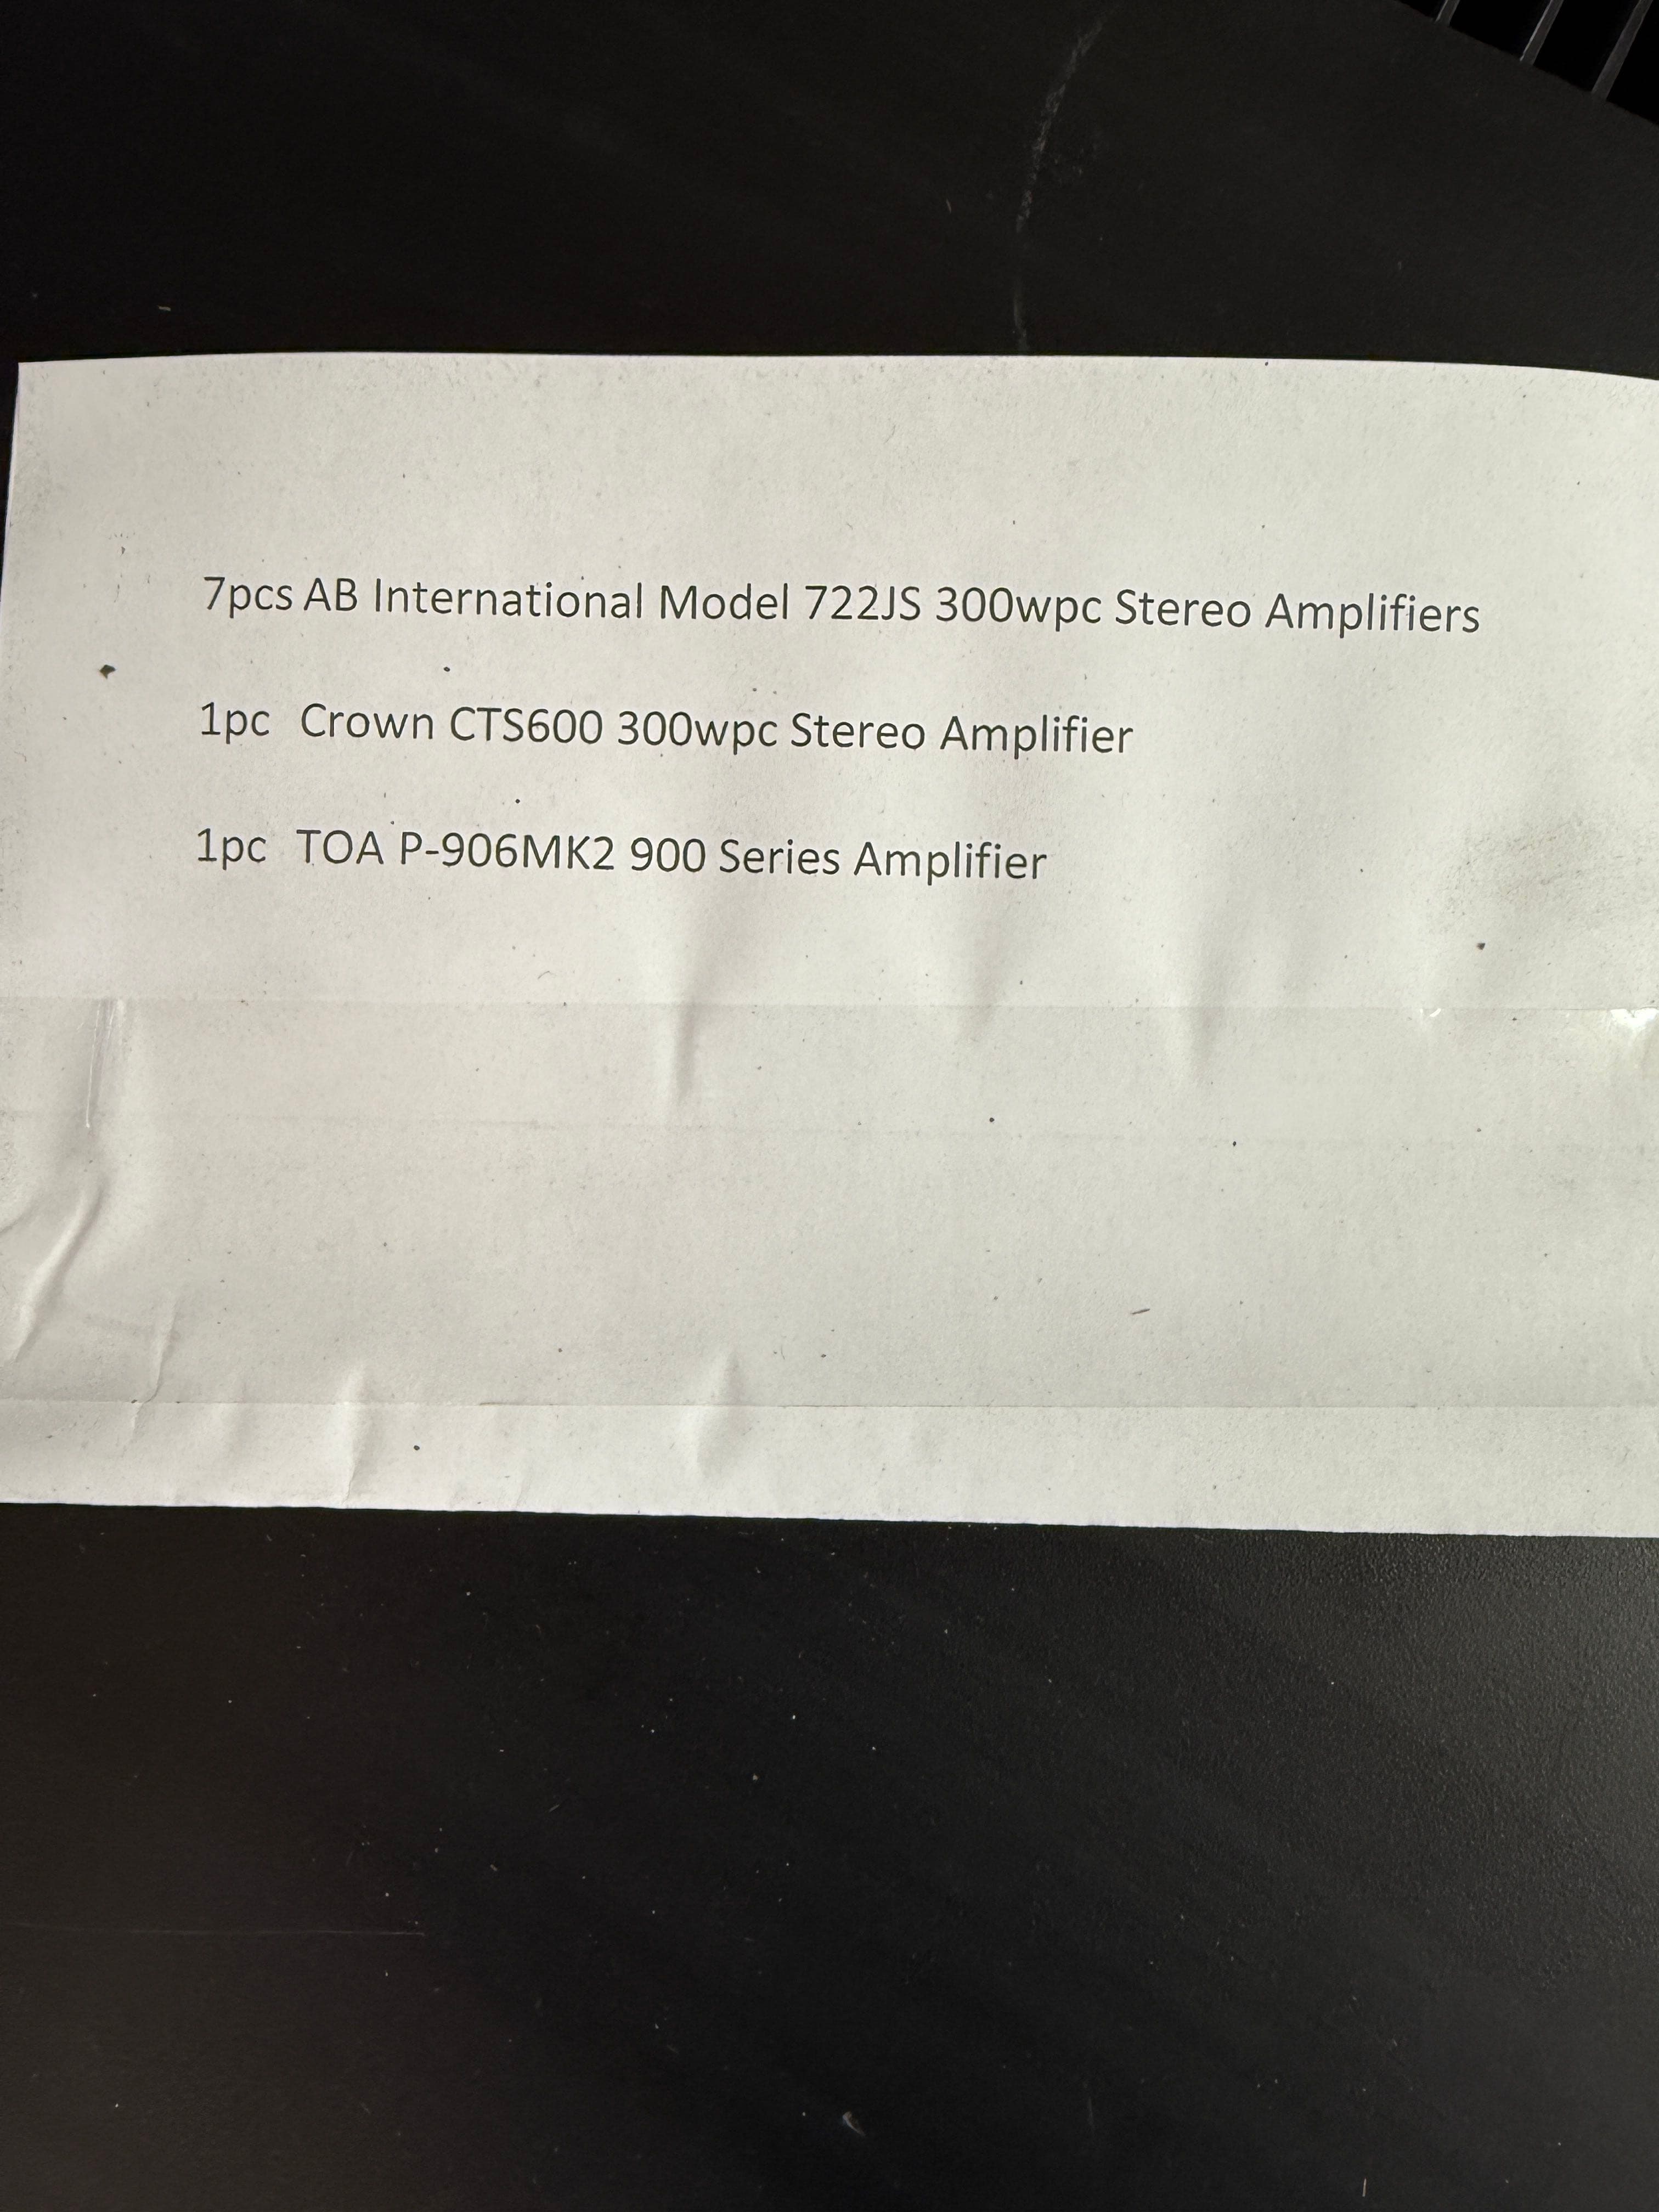 7pcs AB International Model 722JS 300wpc Stereo Amplifiers
1pc Crown CTS600 300wpc Stereo Amplifier
1pc TOA P-906MK2 900 Series Amplifier